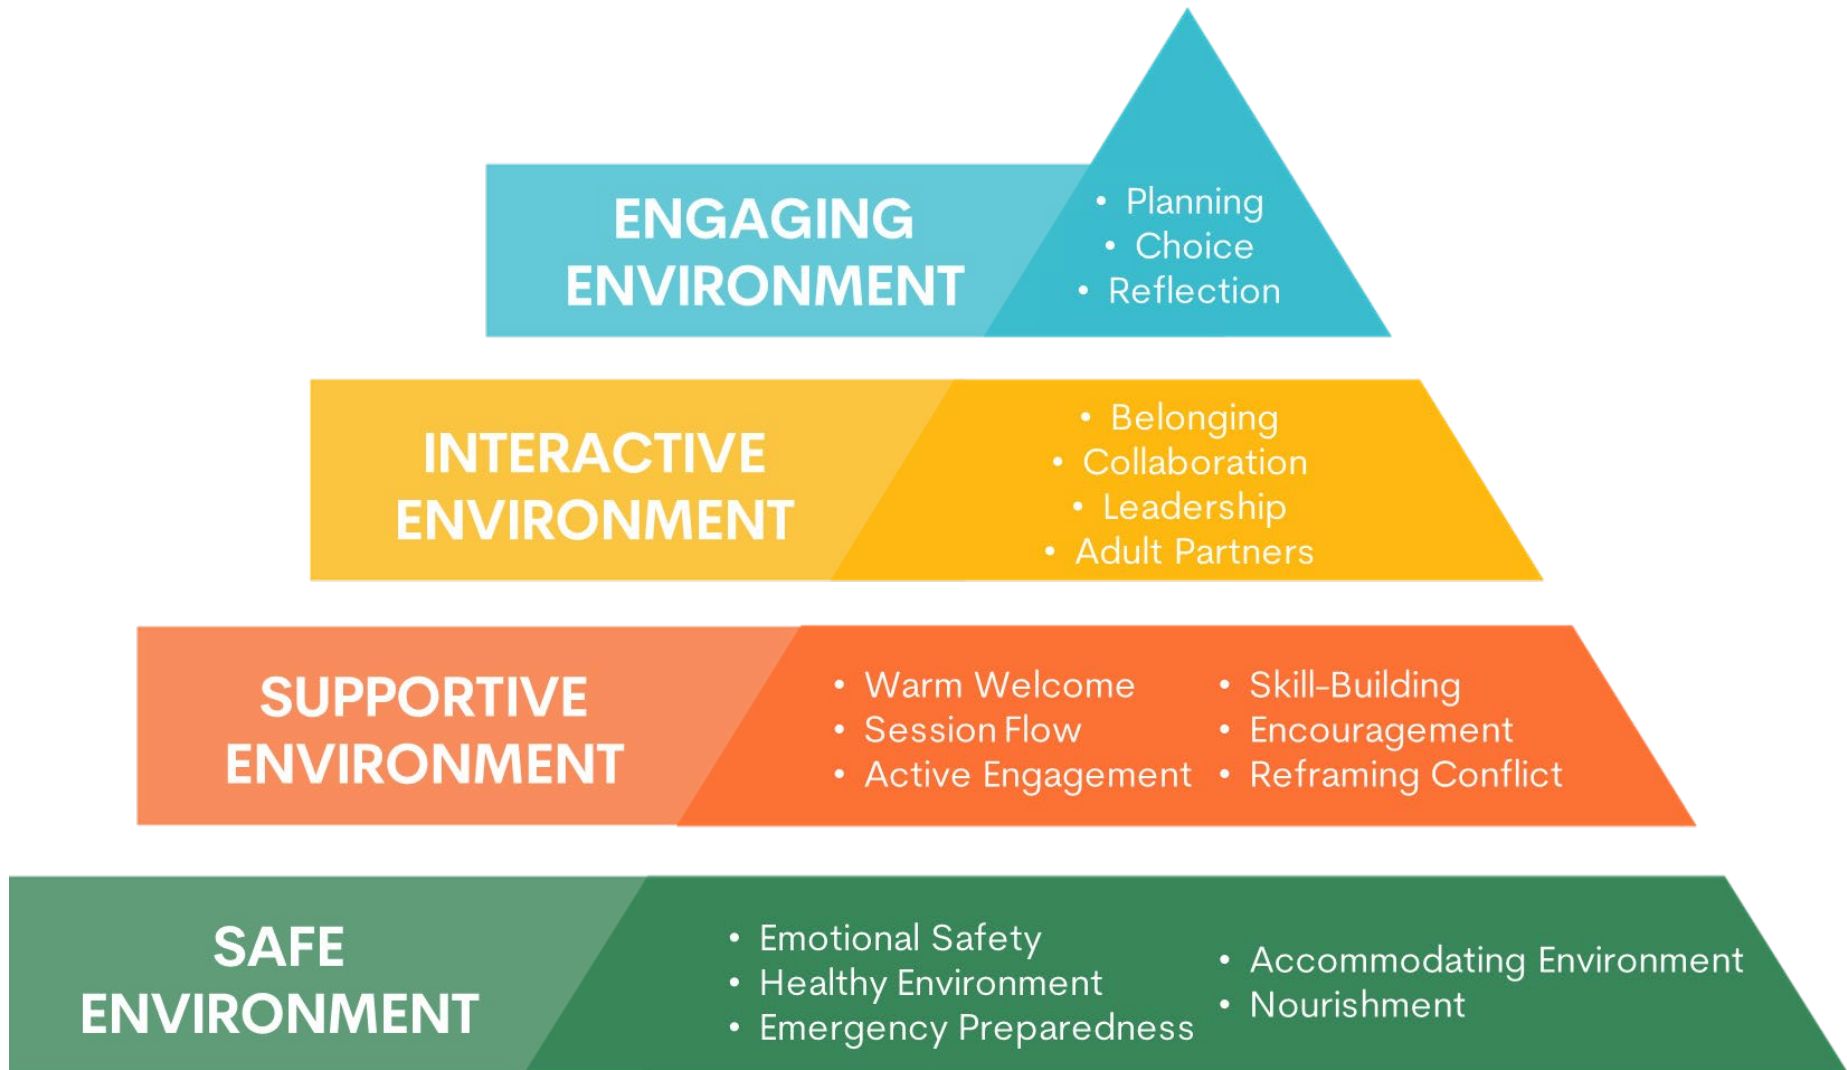 ENGAGING
ENVIRONMENT
• Planning
• Choice
• Reflection
INTERACTIVE
ENVIRONMENT
• Belonging
• Collaboration
• Leadership
• Adult Partners
SUPPORTIVE
ENVIRONMENT
• Warm Welcome
• Session Flow
• Active Engagement
• Skill-Building
• Encouragement
• Reframing Conflict
SAFE
ENVIRONMENT
• Emotional Safety
• Healthy Environment
• Emergency Preparedness
• Accommodating Environment
• Nourishment